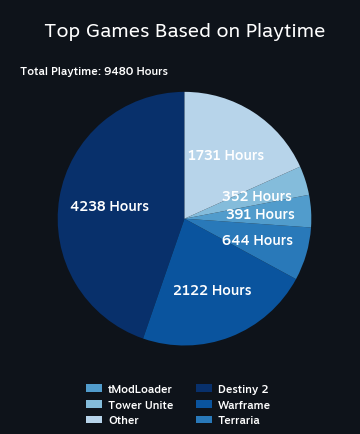 Top Games Based on Playtime
Total Playtime: 9480 Hours
1731 Hours
352 Hours
4238 Hours
391 Hours
644 Hours
2122 Hours
tModLoader
Destiny 2
Tower Unite
Warframe
Other
Terraria